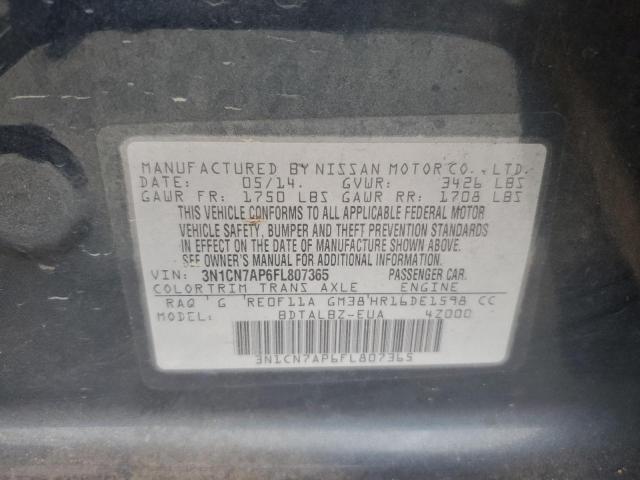 MANUFACTURED BY NISSAN MOTOR CO., LTD.
DATE: 05/14. GVWR: 3426 LBS
GAWR FR: 1750 LBS GAWR RR: 1708 LBS
THIS VEHICLE CONFORMS TO ALL APPLICABLE FEDERAL MOTOR
VEHICLE SAFETY, BUMPER AND THEFT PREVENTION STANDARDS
IN EFFECT ON THE DATE OF MANUFACTURE SHOWN ABOVE.
SEE OWNER'S MANUAL FOR ADDITIONAL INFORMATION.
VIN: 3N1CN7AP6FL807365 PASSENGER CAR.
COLOR TRIM TRANS AXLE ENGINE
RAQ G RE0F11A GM38 HR16DE 1598 CC
MODEL: BDTALBZ-EUA 4Z000
3N1CN7AP6FL807365